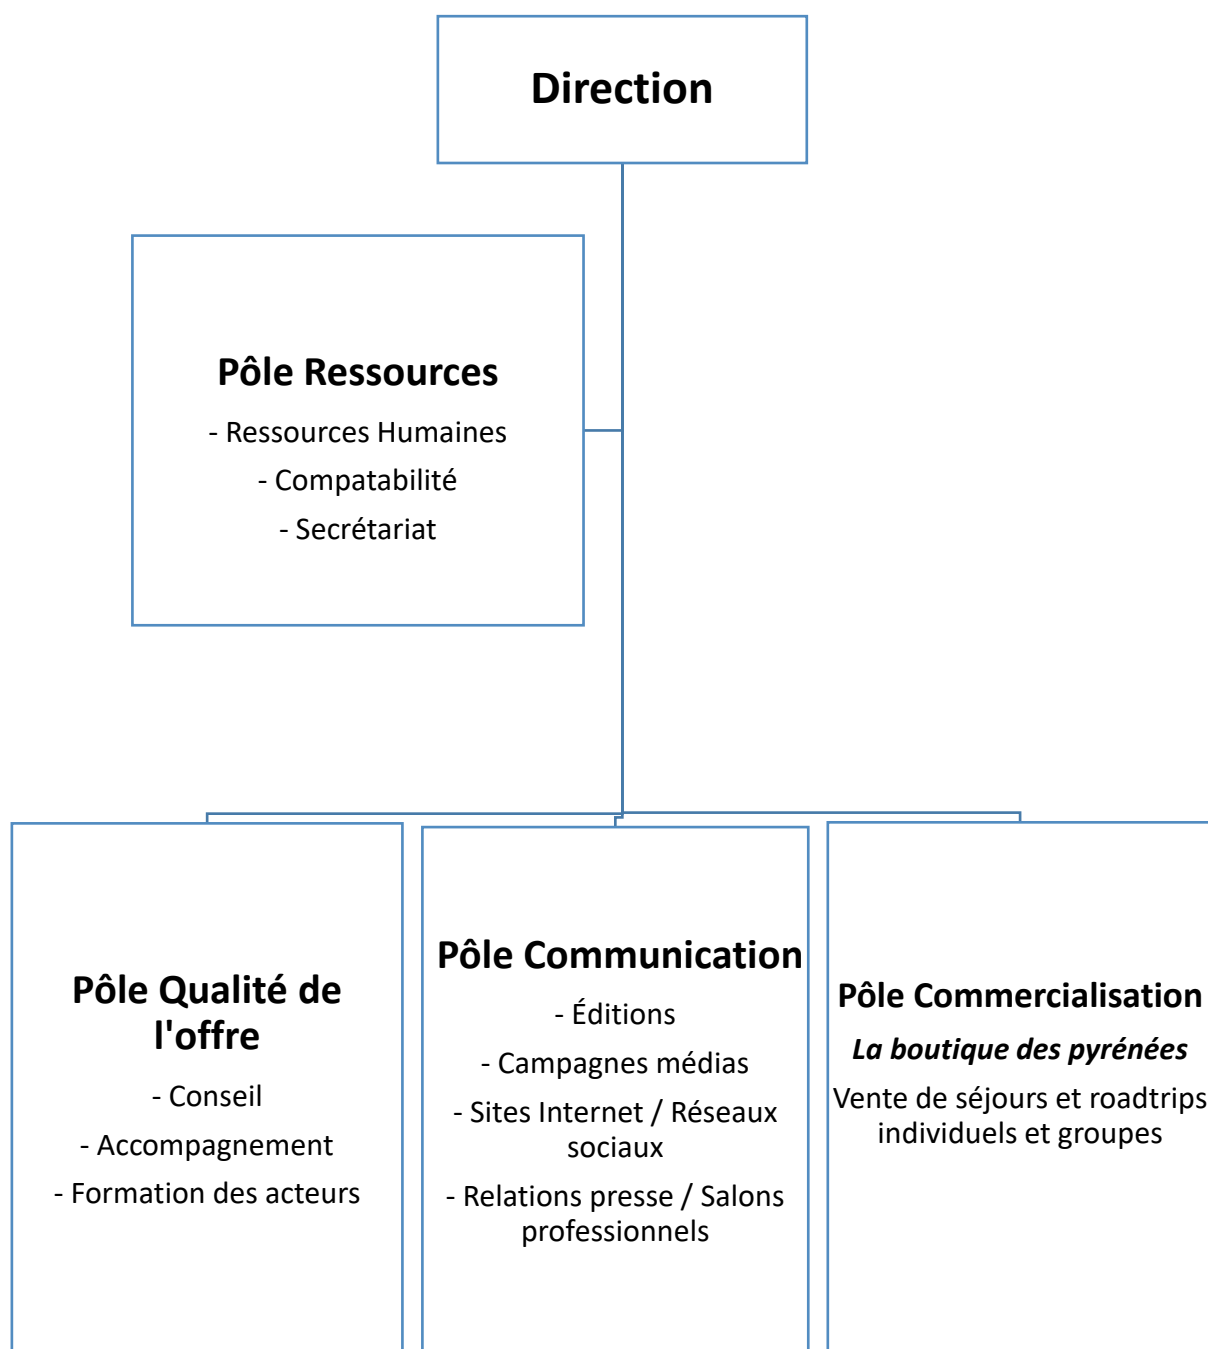 Direction
Pôle Ressources
- Ressources Humaines
- Compatabilité
- Secrétariat
Pôle Qualité de
l'offre
- Conseil
- Accompagnement
- Formation des acteurs
Pôle Communication
- Éditions
- Campagnes médias
- Sites Internet / Réseaux
sociaux
- Relations presse / Salons
professionnels
Pôle Commercialisation
La boutique des pyrénées
Vente de séjours et roadtrips
individuels et groupes